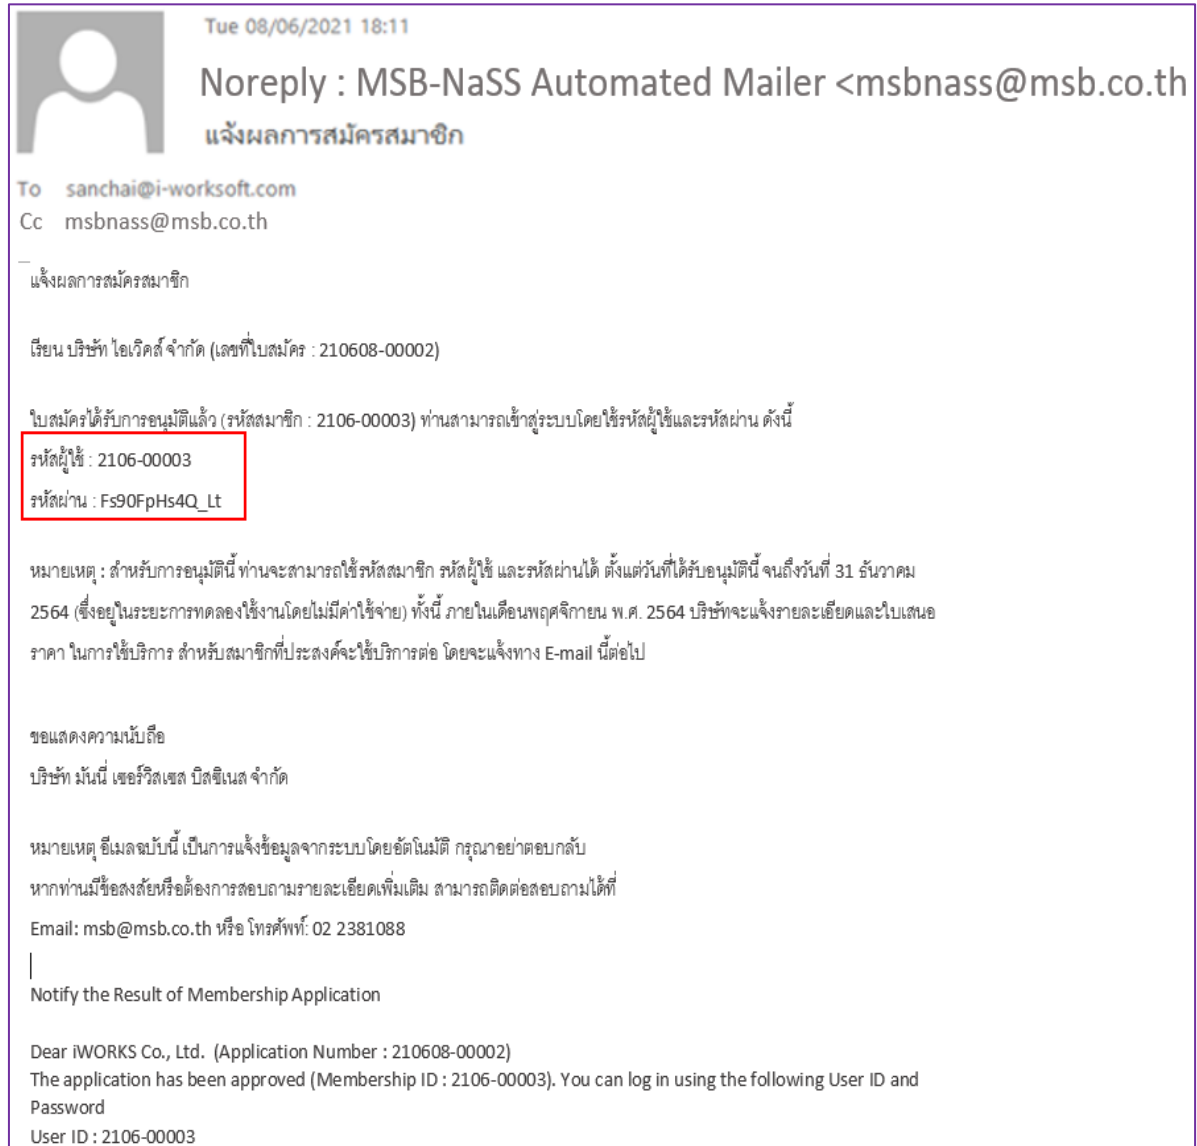 Tue 08/06/2021 18:11
Noreply : MSB-NaSS Automated Mailer <msbnass@msb.co.th
แจ้งผลการสมัครสมาชิก
To sanchai@i-worksoft.com
Cc msbnass@msb.co.th
แจ้งผลการสมัครสมาชิก
เรียน บริษัท ไอเวิคส์ จำกัด (เลขที่ใบสมัคร : 210608-00002)
ใบสมัครได้รับการอนุมัติแล้ว (รหัสสมาชิก : 2106-00003) ท่านสามารถเข้าสู่ระบบโดยใช้รหัสผู้ใช้และรหัสผ่าน ดังนี้
รหัสผู้ใช้ : 2106-00003
รหัสผ่าน : Fs90FpHs4Q_Lt
หมายเหตุ : สำหรับการอนุมัตินี้ ท่านจะสามารถใช้รหัสสมาชิก รหัสผู้ใช้ และรหัสผ่านได้ ตั้งแต่วันที่ได้รับอนุมัตินี้ จนถึงวันที่ 31 ธันวาคม
2564 (ซึ่งอยู่ในระยะการทดลองใช้งานโดยไม่มีค่าใช้จ่าย) ทั้งนี้ ภายในเดือนพฤศจิกายน พ.ศ. 2564 บริษัทจะแจ้งรายละเอียดและใบเสนอ
ราคา ในการใช้บริการ สำหรับสมาชิกที่ประสงค์จะใช้บริการต่อ โดยจะแจ้งทาง E-mail นี้ต่อไป
ขอแสดงความนับถือ
บริษัท มันนี่ เซอร์วิสเซส บิสซิเนส จำกัด
หมายเหตุ อีเมลฉบับนี้ เป็นการแจ้งข้อมูลจากระบบโดยอัตโนมัติ กรุณาอย่าตอบกลับ
หากท่านมีข้อสงสัยหรือต้องการสอบถามรายละเอียดเพิ่มเติม สามารถติดต่อสอบถามได้ที่
Email: msb@msb.co.th หรือ โทรศัพท์: 02 2381088
Notify the Result of Membership Application
Dear iWORKS Co., Ltd. (Application Number : 210608-00002)
The application has been approved (Membership ID : 2106-00003). You can log in using the following User ID and
Password
User ID : 2106-00003